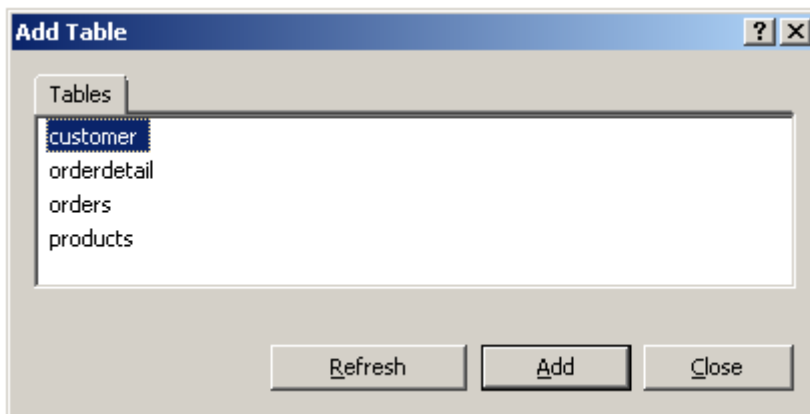 Add Table
Tables
customer
orderdetail
orders
products
Refresh Add Close